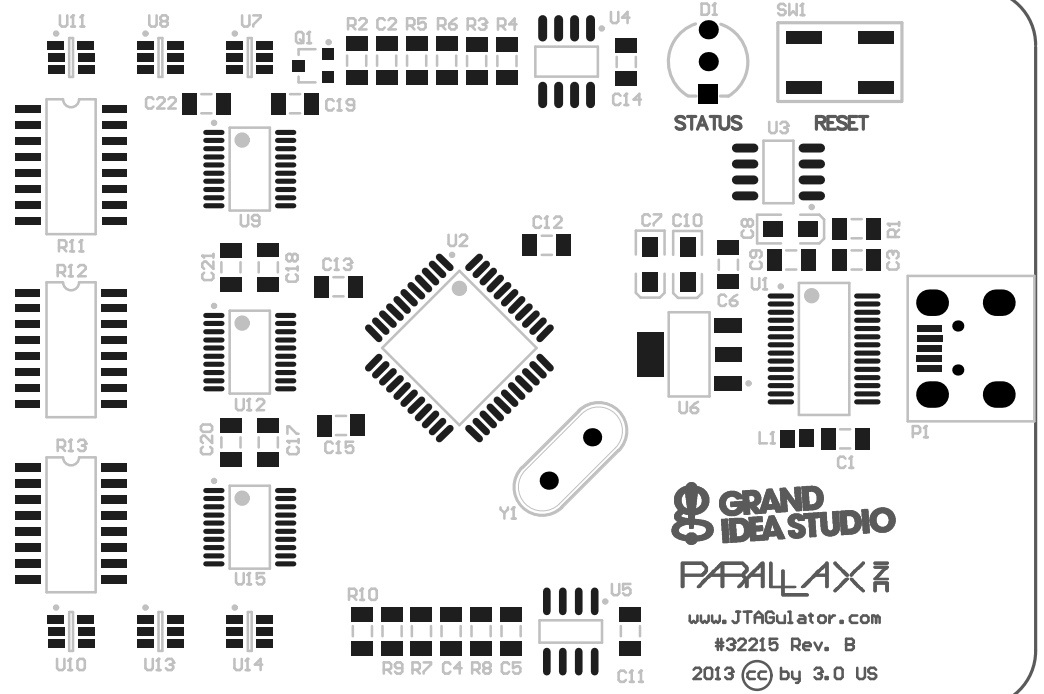 U11 U8 U7 Q1 R2 C2 R5 R6 R3 R4 U4 D1 SW1
C22 C19 C14
STATUS U3 RESET
U9 R11
C12 C7 C10 C8 R1
U2
R12 C21 C18 C13 C9 C3
U1 C6
U12 U6
R13 C20 C17 C15 L1 C1 P1
Y1
GRAND
IDEA STUDIO
U15
PARALLAX INC
R10 U5
www.JTAGulator.com
#32215 Rev. B
U10 U13 U14 R9 R7 C4 R8 C5 C11
2013 cc by 3.0 US